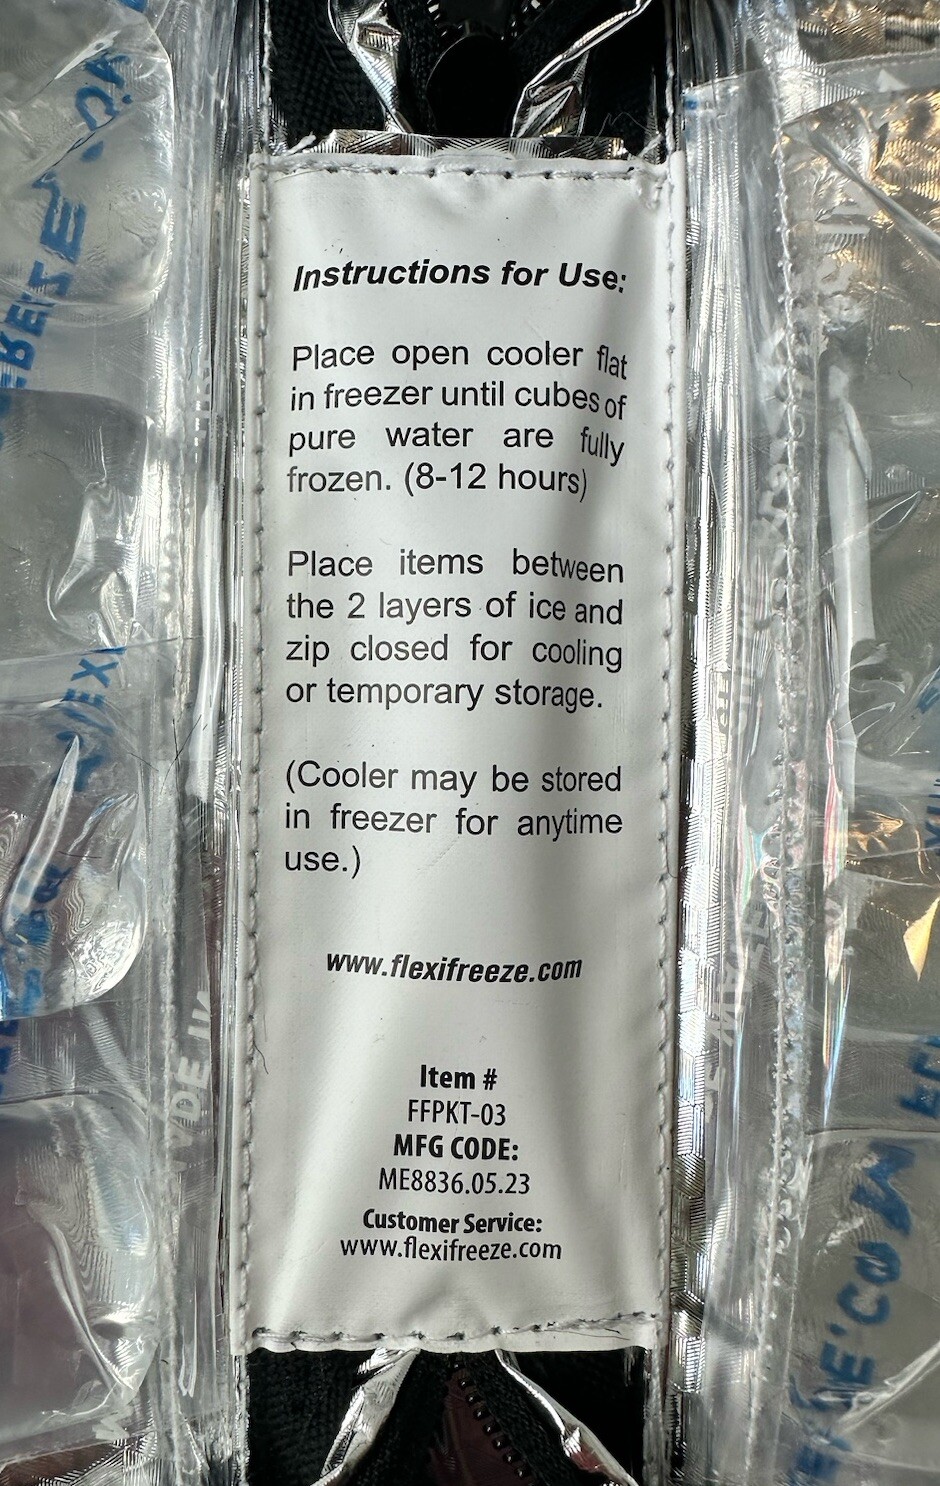 Instructions for Use:
Place open cooler flat
in freezer until cubes of
pure water are fully
frozen. (8-12 hours)
Place items between
the 2 layers of ice and
zip closed for cooling
or temporary storage.
(Cooler may be stored
in freezer for anytime
use.)
www.flexifreeze.com
Item #
FFPKT-03
MFG CODE:
ME8836.05.23
Customer Service:
www.flexifreeze.com